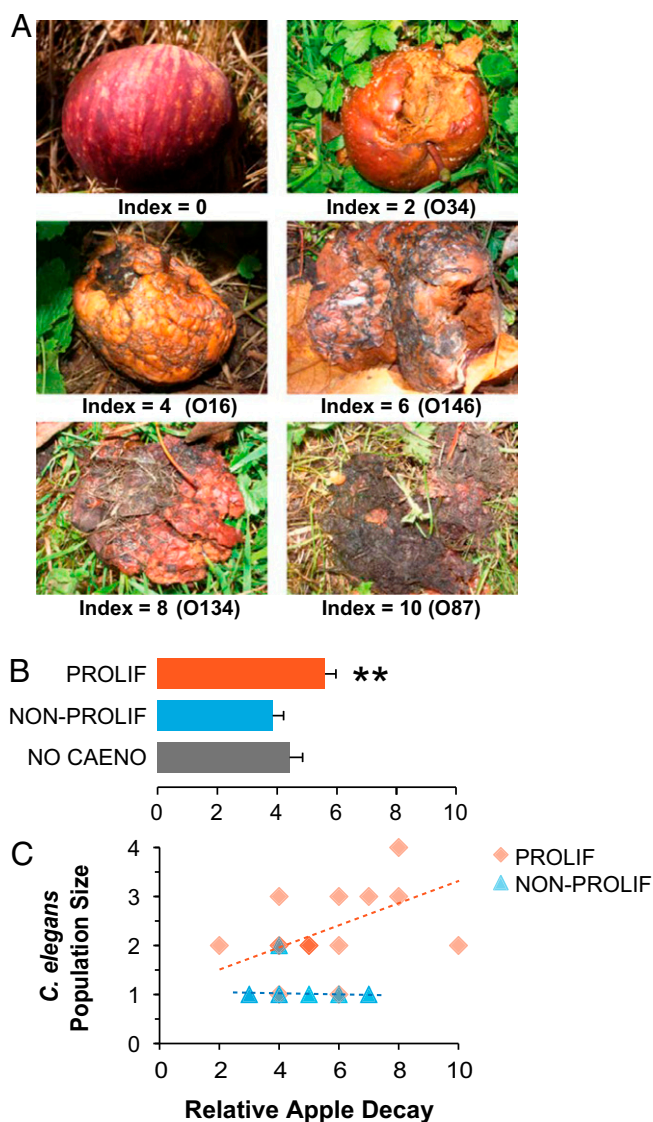 A
Index = 0
Index = 2 (O34)
Index = 4 (O16)
Index = 6 (O146)
Index = 8 (O134)
Index = 10 (O87)
B
PROLIF
**
NON-PROLIF
NO CAENO
0 2 4 6 8 10
C
C. elegans
Population Size
4
3
2
1
0
PROLIF
NON-PROLIF
0 2 4 6 8 10
Relative Apple Decay